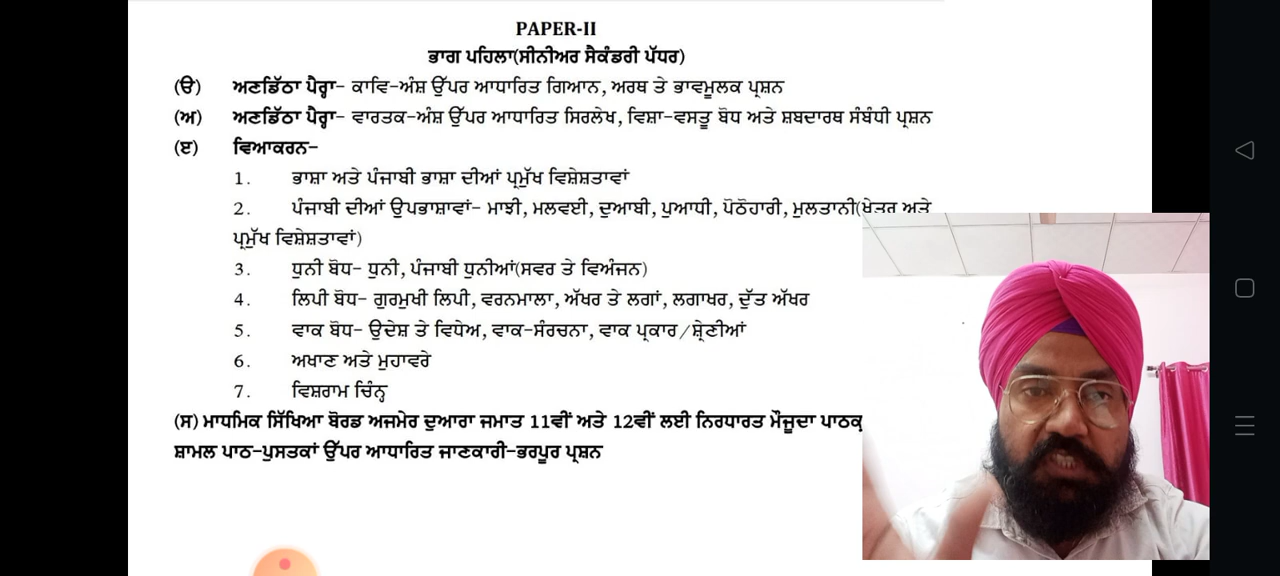 PAPER-II
ਭਾਗ ਪਹਿਲਾ(ਸੀਨੀਅਰ ਸੈਕੰਡਰੀ ਪੱਧਰ)
(ੳ) ਅਣਡਿੱਠਾ ਪੈਰ੍ਹਾ- ਕਾਵਿ-ਅੰਸ਼ ਉੱਪਰ ਆਧਾਰਿਤ ਗਿਆਨ, ਅਰਥ ਤੇ ਭਾਵਮੂਲਕ ਪ੍ਰਸ਼ਨ
(ਅ) ਅਣਡਿੱਠਾ ਪੈਰ੍ਹਾ- ਵਾਰਤਕ-ਅੰਸ਼ ਉੱਪਰ ਆਧਾਰਿਤ ਸਿਰਲੇਖ, ਵਿਸ਼ਾ-ਵਸਤੂ ਬੋਧ ਅਤੇ ਸ਼ਬਦਾਰਥ ਸੰਬੰਧੀ ਪ੍ਰਸ਼ਨ
(ੲ) ਵਿਆਕਰਨ-
1. ਭਾਸ਼ਾ ਅਤੇ ਪੰਜਾਬੀ ਭਾਸ਼ਾ ਦੀਆਂ ਪ੍ਰਮੁੱਖ ਵਿਸ਼ੇਸ਼ਤਾਵਾਂ
2. ਪੰਜਾਬੀ ਦੀਆਂ ਉਪਭਾਸ਼ਾਵਾਂ- ਮਾਝੀ, ਮਲਵਈ, ਦੁਆਬੀ, ਪੁਆਧੀ, ਪੋਠੋਹਾਰੀ, ਮੁਲਤਾਨੀ(ਖੇਤਰ ਅਤੇ
ਪ੍ਰਮੁੱਖ ਵਿਸ਼ੇਸ਼ਤਾਵਾਂ)
3. ਧੁਨੀ ਬੋਧ- ਧੁਨੀ, ਪੰਜਾਬੀ ਧੁਨੀਆਂ(ਸਵਰ ਤੇ ਵਿਅੰਜਨ)
4. ਲਿਪੀ ਬੋਧ- ਗੁਰਮੁਖੀ ਲਿਪੀ, ਵਰਨਮਾਲਾ, ਅੱਖਰ ਤੇ ਲਗਾਂ, ਲਗਾਖਰ, ਦੁੱਤ ਅੱਖਰ
5. ਵਾਕ ਬੋਧ- ਉਦੇਸ਼ ਤੇ ਵਿਧੇਅ, ਵਾਕ-ਸੰਰਚਨਾ, ਵਾਕ ਪ੍ਰਕਾਰ/ਸ਼੍ਰੇਣੀਆਂ
6. ਅਖਾਣ ਅਤੇ ਮੁਹਾਵਰੇ
7. ਵਿਸ਼ਰਾਮ ਚਿੰਨ੍ਹ
(ਸ) ਮਾਧਮਿਕ ਸਿੱਖਿਆ ਬੋਰਡ ਅਜਮੇਰ ਦੁਆਰਾ ਜਮਾਤ 11ਵੀਂ ਅਤੇ 12ਵੀਂ ਲਈ ਨਿਰਧਾਰਤ ਮੌਜੂਦਾ
ਸ਼ਾਮਲ ਪਾਠ-ਪੁਸਤਕਾਂ ਉੱਪਰ ਆਧਾਰਿਤ ਜਾਣਕਾਰੀ-ਭਰਪੂਰ ਪ੍ਰਸ਼ਨ